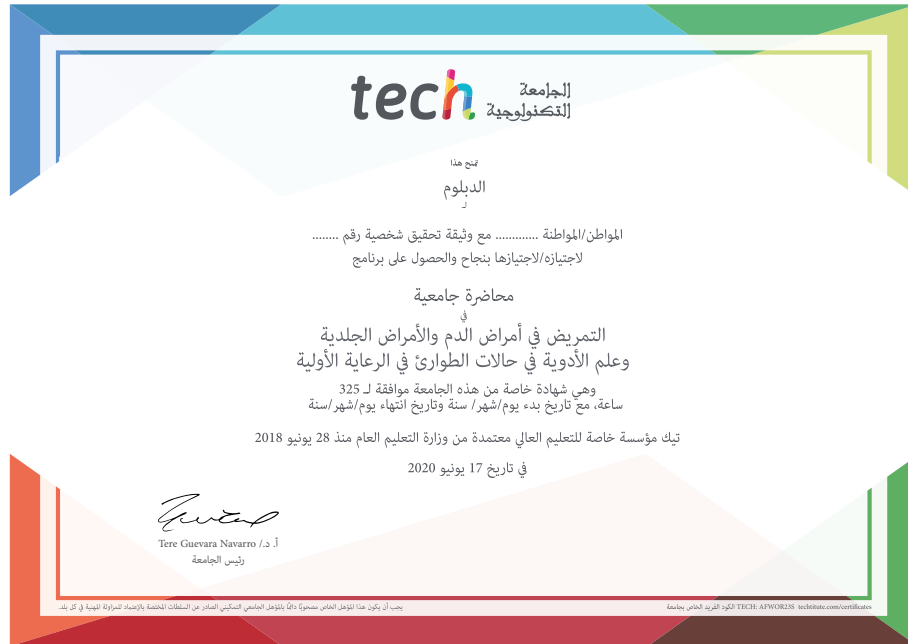 tech الجامعة
التكنولوجية
تمنح هذا
الدبلوم
لـ
المواطن/المواطنة ............. مع وثيقة تحقيق شخصية رقم ........
لاجتيازه/لاجتيازها بنجاح والحصول على برنامج
محاضرة جامعية
في
التمريض في أمراض الدم والأمراض الجلدية
وعلم الأدوية في حالات الطوارئ في الرعاية الأولية
وهي شهادة خاصة من هذه الجامعة موافقة لـ 325
ساعة، مع تاريخ بدء يوم/شهر/ سنة وتاريخ انتهاء يوم/شهر/سنة
تيك مؤسسة خاصة للتعليم العالي معتمدة من وزارة التعليم العام منذ 28 يونيو 2018
في تاريخ 17 يونيو 2020
أ. د./ Tere Guevara Navarro
رئيس الجامعة
يجب أن يكون هذا المؤهل الخاص مصحوبًا دائمًا بالمؤهل الجامعي التمكيني الصادر عن السلطات المختصة بالإعتماد للمزاولة المهنية في كل بلد.
الكود الفريد الخاص بجامعة TECH: AFWOR23S techtitute.com/certificates